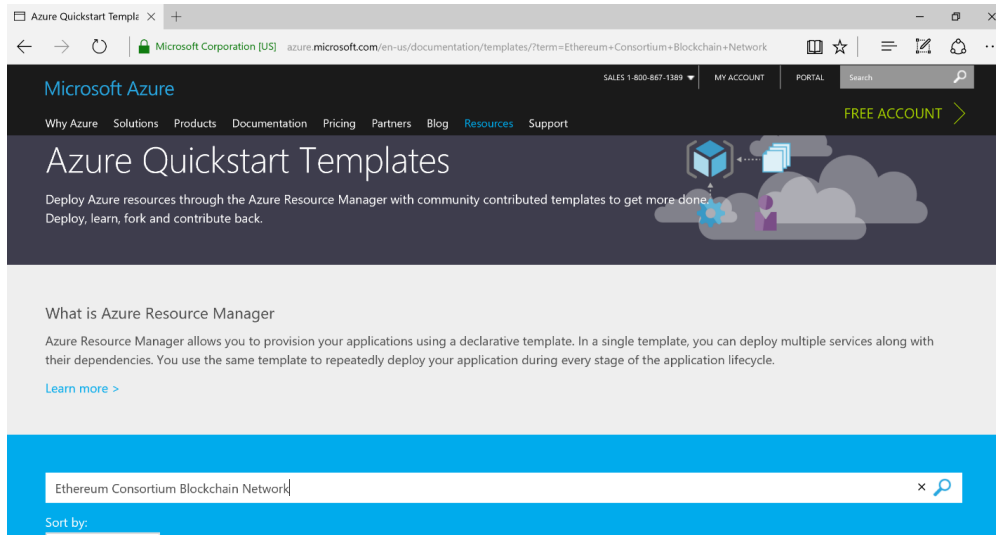 Azure Quickstart Templa
Microsoft Corporation [US] azure.microsoft.com/en-us/documentation/templates/?term=Ethereum+Consortium+Blockchain+Network
SALES 1-800-867-1389 MY ACCOUNT PORTAL Search
Microsoft Azure
FREE ACCOUNT
Why Azure Solutions Products Documentation Pricing Partners Blog Resources Support
Azure Quickstart Templates
Deploy Azure resources through the Azure Resource Manager with community contributed templates to get more done.
Deploy, learn, fork and contribute back.
What is Azure Resource Manager
Azure Resource Manager allows you to provision your applications using a declarative template. In a single template, you can deploy multiple services along with
their dependencies. You use the same template to repeatedly deploy your application during every stage of the application lifecycle.
Learn more >
Ethereum Consortium Blockchain Network
Sort by: